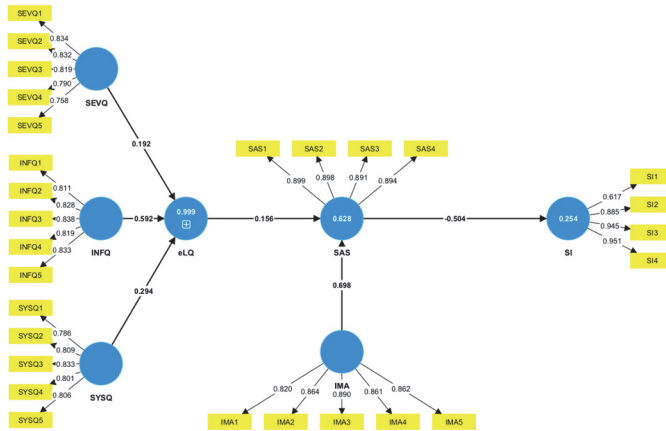 SEVQ1
0.834
SEVQ2
0.832
SEVQ3
0.819
SEVQ4
0.790
SEVQ5
0.758
SEVQ
0.192
INFQ1
0.811
INFQ2
0.828
INFQ3
0.838
INFQ4
0.819
INFQ5
0.833
INFQ
0.592
SYSQ1
0.786
SYSQ2
0.809
SYSQ3
0.833
SYSQ4
0.801
SYSQ5
0.806
SYSQ
0.294
0.999
eLQ
0.156
SAS1 SAS2 SAS3 SAS4
0.899 0.898 0.891 0.894
0.628
SAS
-0.504
0.698
IMA
0.820 0.864 0.890 0.861 0.862
IMA1 IMA2 IMA3 IMA4 IMA5
0.254
SI
0.617
SI1
0.885
SI2
0.945
SI3
0.951
SI4